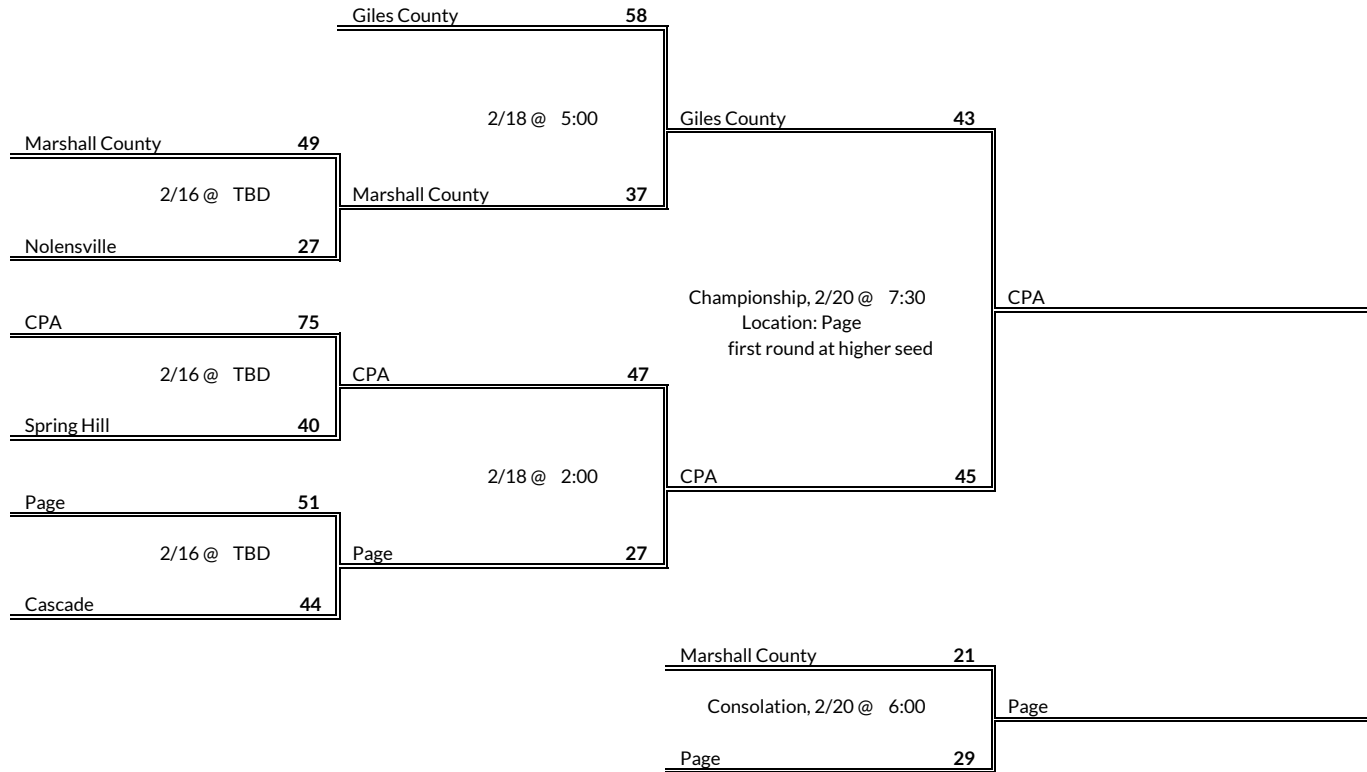 Giles County 58
2/18 @ 5:00
Giles County 43
Marshall County 49
2/16 @ TBD
Marshall County 37
Nolensville 27
Championship, 2/20 @ 7:30
CPA
Location: Page
first round at higher seed
CPA 75
2/16 @ TBD
CPA 47
Spring Hill 40
2/18 @ 2:00
CPA 45
Page 51
2/16 @ TBD
Page 27
Cascade 44
Marshall County 21
Consolation, 2/20 @ 6:00
Page
Page 29